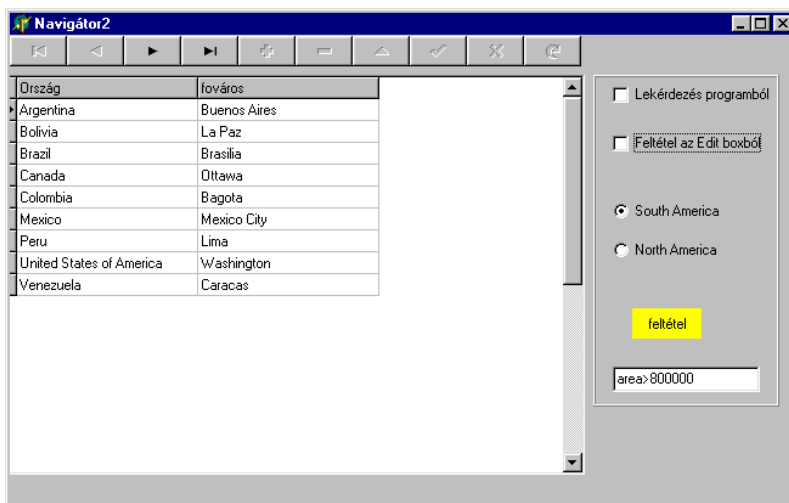 Navigátor2
Ország fováros
Argentina Buenos Aires
Bolivia La Paz
Brazil Brasilia
Canada Ottawa
Colombia Bagota
Mexico Mexico City
Peru Lima
United States of America Washington
Venezuela Caracas
Lekérdezés programból
Feltétel az Edit boxból
South America
North America
feltétel
area>800000